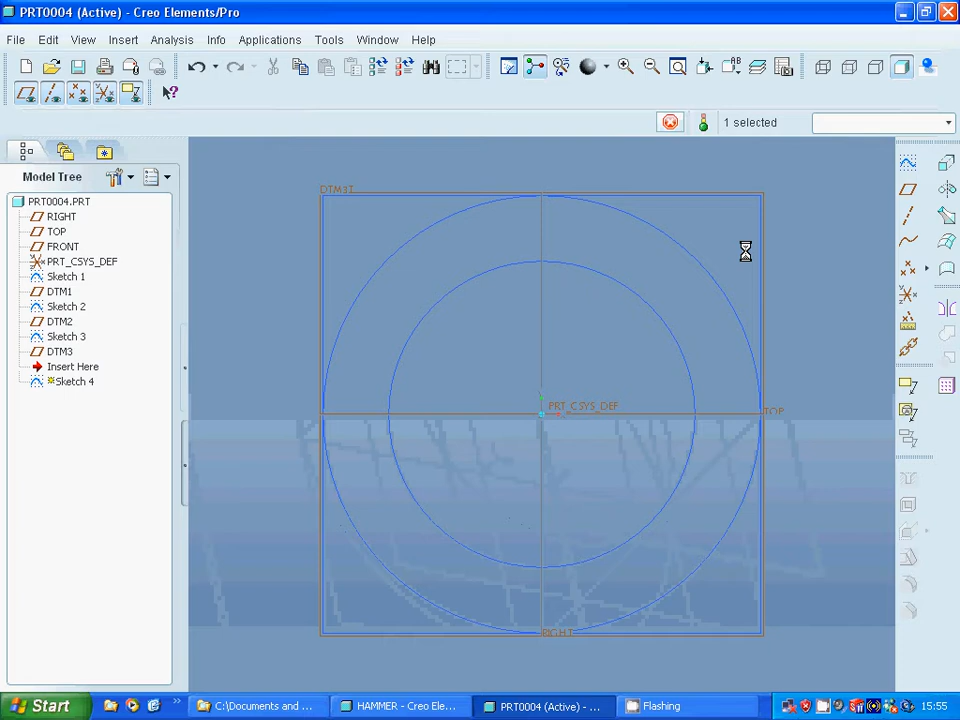 PRT0004 (Active) - Creo Elements/Pro
File Edit View Insert Analysis Info Applications Tools Window Help
1 selected
Model Tree
PRT0004.PRT
RIGHT
TOP
FRONT
PRT_CSYS_DEF
Sketch 1
DTM1
Sketch 2
DTM2
Sketch 3
DTM3
Insert Here
Sketch 4
DTM3T
PRT_CSYS_DEF
TOP
RIGHT
Start
C:\Documents and ...
HAMMER - Creo Ele...
PRT0004 (Active) - ...
Flashing
15:55